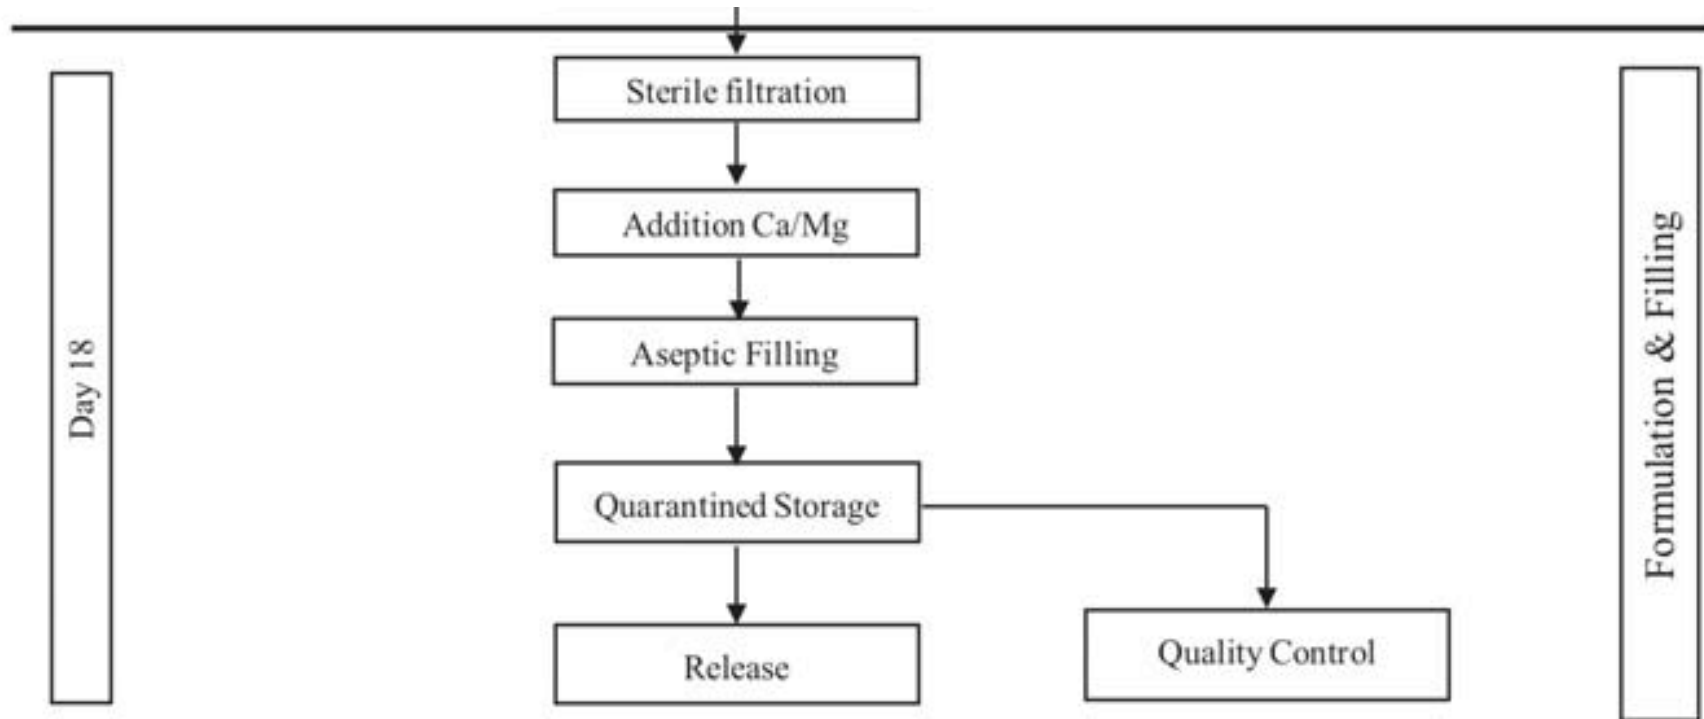 Sterile filtration
Addition Ca/Mg
Aseptic Filling
Quarantined Storage
Release
Quality Control
Day 18
Formulation & Filling